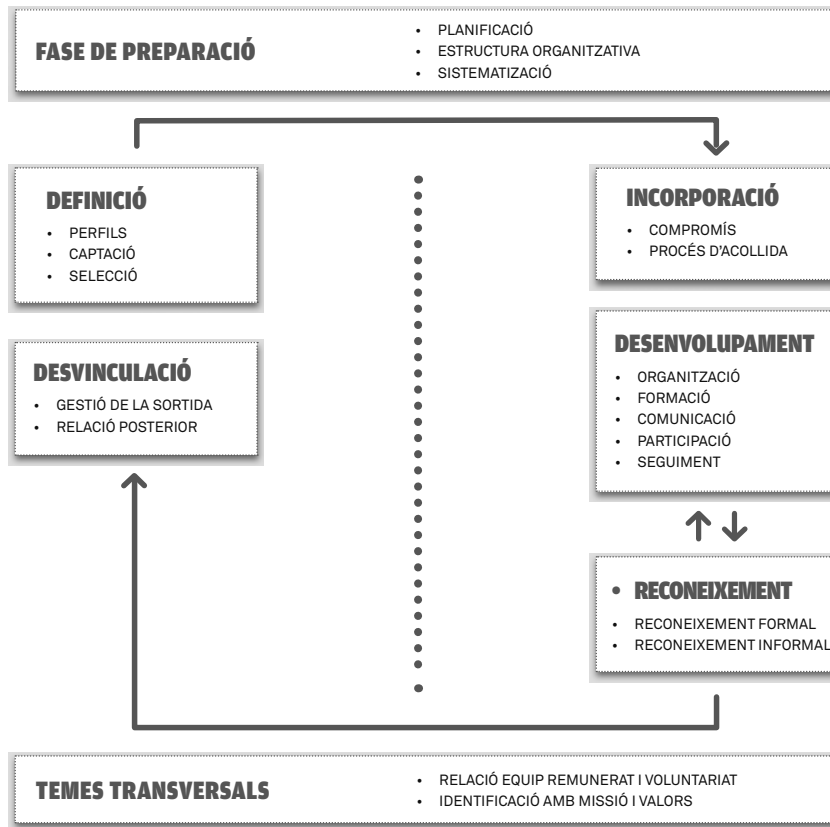 FASE DE PREPARACIÓ
• PLANIFICACIÓ
• ESTRUCTURA ORGANITZATIVA
• SISTEMATIZACIÓ
DEFINICIÓ
• PERFILS
• CAPTACIÓ
• SELECCIÓ
INCORPORACIÓ
• COMPROMÍS
• PROCÉS D'ACOLLIDA
DESENVOLUPAMENT
• ORGANITZACIÓ
• FORMACIÓ
• COMUNICACIÓ
• PARTICIPACIÓ
• SEGUIMENT
• RECONEIXEMENT
• RECONEIXEMENT FORMAL
• RECONEIXEMENT INFORMAL
DESVINCULACIÓ
• GESTIÓ DE LA SORTIDA
• RELACIÓ POSTERIOR
TEMES TRANSVERSALS
• RELACIÓ EQUIP REMUNERAT I VOLUNTARIAT
• IDENTIFICACIÓ AMB MISSIÓ I VALORS